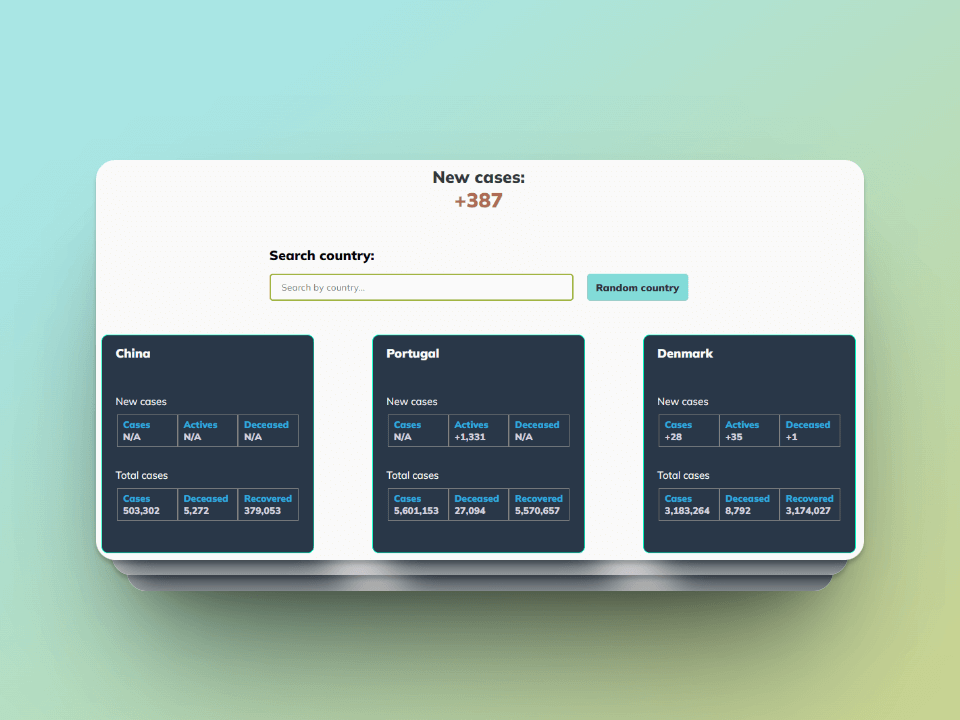 New cases:
+387
Search country:
Search by country...
Random country
China
New cases
Cases Actives Deceased
N/A N/A N/A
Total cases
Cases Deceased Recovered
503,302 5,272 379,053
Portugal
New cases
Cases Actives Deceased
N/A +1,331 N/A
Total cases
Cases Deceased Recovered
5,601,153 27,094 5,570,657
Denmark
New cases
Cases Actives Deceased
+28 +35 +1
Total cases
Cases Deceased Recovered
3,183,264 8,792 3,174,027